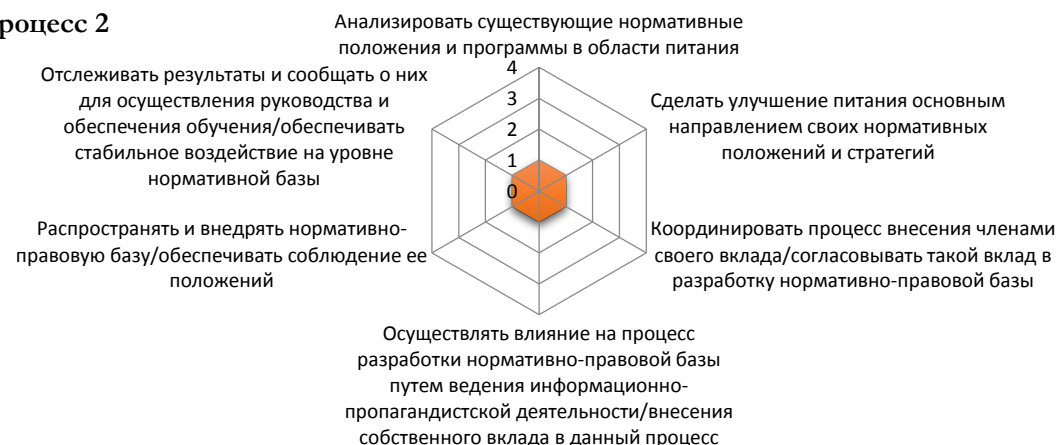 роцесс 2
Анализировать существующие нормативные
положения и программы в области питания
4
3
2
1
0
Сделать улучшение питания основным
направлением своих нормативных
положений и стратегий
Координировать процесс внесения членами
своего вклада/согласовывать такой вклад в
разработку нормативно-правовой базы
Осуществлять влияние на процесс
разработки нормативно-правовой базы
путем ведения информационно-
пропагандистской деятельности/внесения
собственного вклада в данный процесс
Распространять и внедрять нормативно-
правовую базу/обеспечивать соблюдение ее
положений
Отслеживать результаты и сообщать о них
для осуществления руководства и
обеспечения обучения/обеспечивать
стабильное воздействие на уровне
нормативной базы